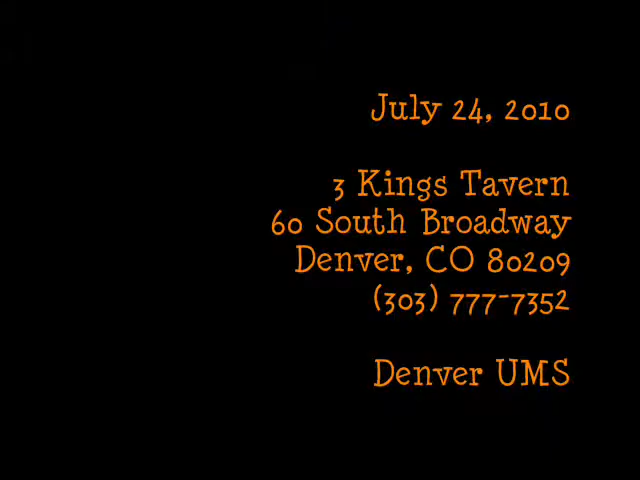 July 24, 2010
3 Kings Tavern
60 South Broadway
Denver, CO 80209
(303) 777-7352
Denver UMS